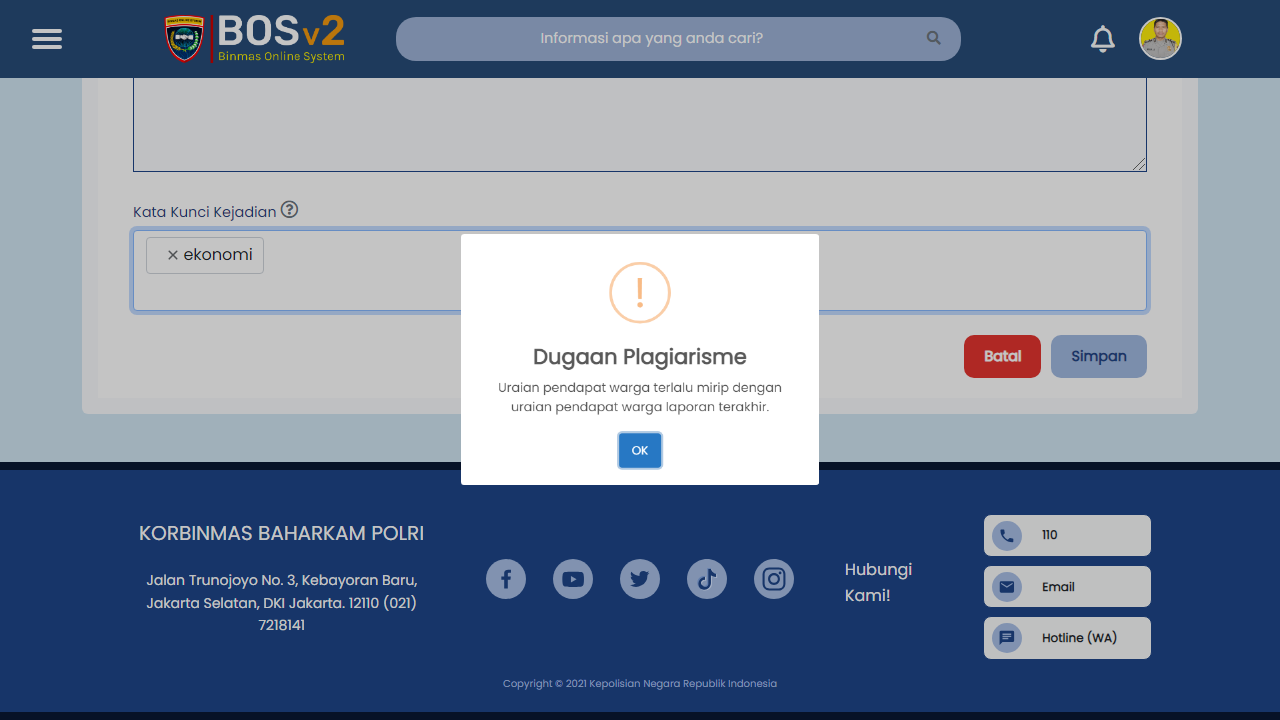 BOSv2
Binmas Online System
Informasi apa yang anda cari?
Kata Kunci Kejadian ?
× ekonomi
!
Dugaan Plagiarisme
Uraian pendapat warga terlalu mirip dengan
uraian pendapat warga laporan terakhir.
OK
Batal
Simpan
KORBINMAS BAHARKAM POLRI
Jalan Trunojoyo No. 3, Kebayoran Baru,
Jakarta Selatan, DKI Jakarta. 12110 (021)
7218141
Hubungi
Kami!
110
Email
Hotline (WA)
Copyright © 2021 Kepolisian Negara Republik Indonesia